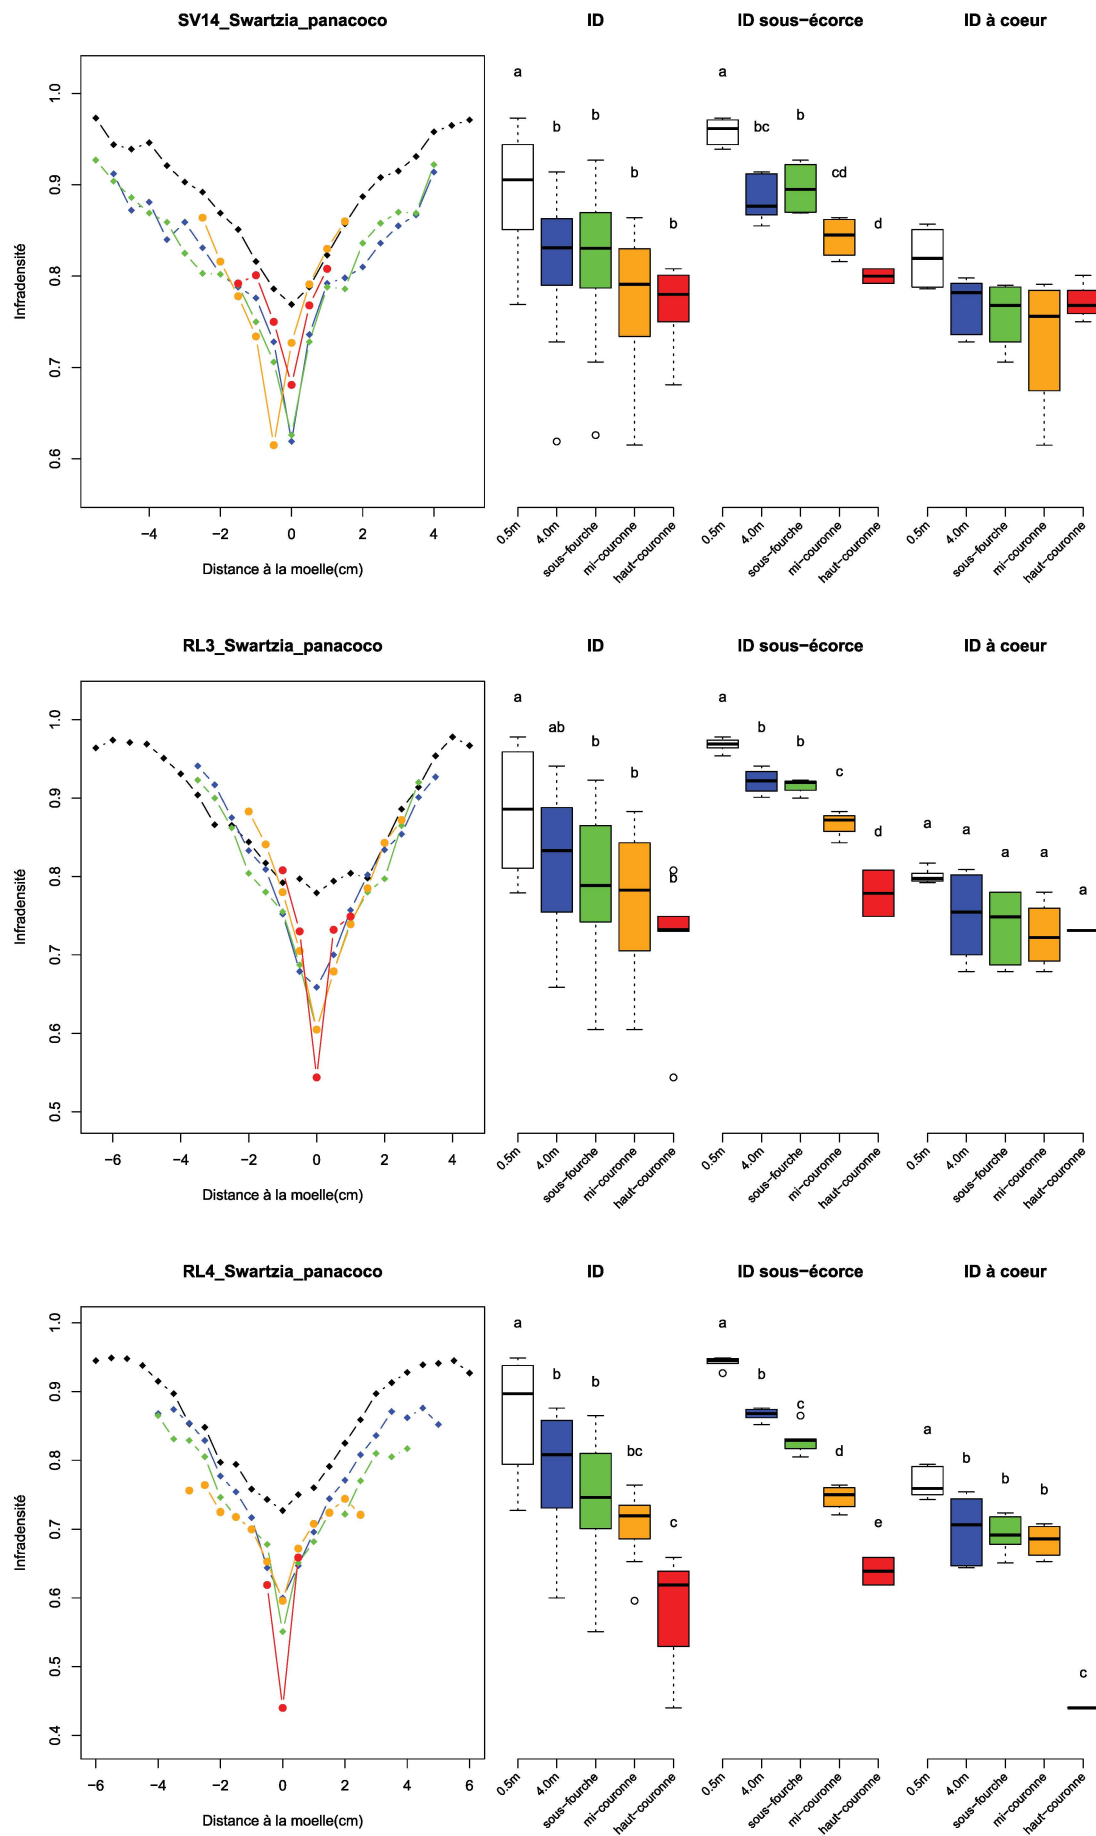 SV14_Swartzia_panacoco
ID
ID sous−écorce
ID à coeur
Infradensité
1.0
0.9
0.8
0.7
0.6
−4
−2
0
2
4
Distance à la moelle(cm)
a
b
b
b
b
0.5m
4.0m
sous−fourche
mi−couronne
haut−couronne
a
bc
b
cd
d
0.5m
4.0m
sous−fourche
mi−couronne
haut−couronne
0.5m
4.0m
sous−fourche
mi−couronne
haut−couronne
RL3_Swartzia_panacoco
ID
ID sous−écorce
ID à coeur
Infradensité
1.0
0.9
0.8
0.7
0.6
0.5
−6
−4
−2
0
2
4
Distance à la moelle(cm)
a
ab
b
b
b
0.5m
4.0m
sous−fourche
mi−couronne
haut−couronne
a
b
b
c
d
0.5m
4.0m
sous−fourche
mi−couronne
haut−couronne
a
a
a
a
a
0.5m
4.0m
sous−fourche
mi−couronne
haut−couronne
RL4_Swartzia_panacoco
ID
ID sous−écorce
ID à coeur
Infradensité
1.0
0.9
0.8
0.7
0.6
0.5
0.4
−6
−4
−2
0
2
4
6
Distance à la moelle(cm)
a
b
b
bc
c
0.5m
4.0m
sous−fourche
mi−couronne
haut−couronne
a
b
c
d
e
0.5m
4.0m
sous−fourche
mi−couronne
haut−couronne
a
b
b
b
c
0.5m
4.0m
sous−fourche
mi−couronne
haut−couronne